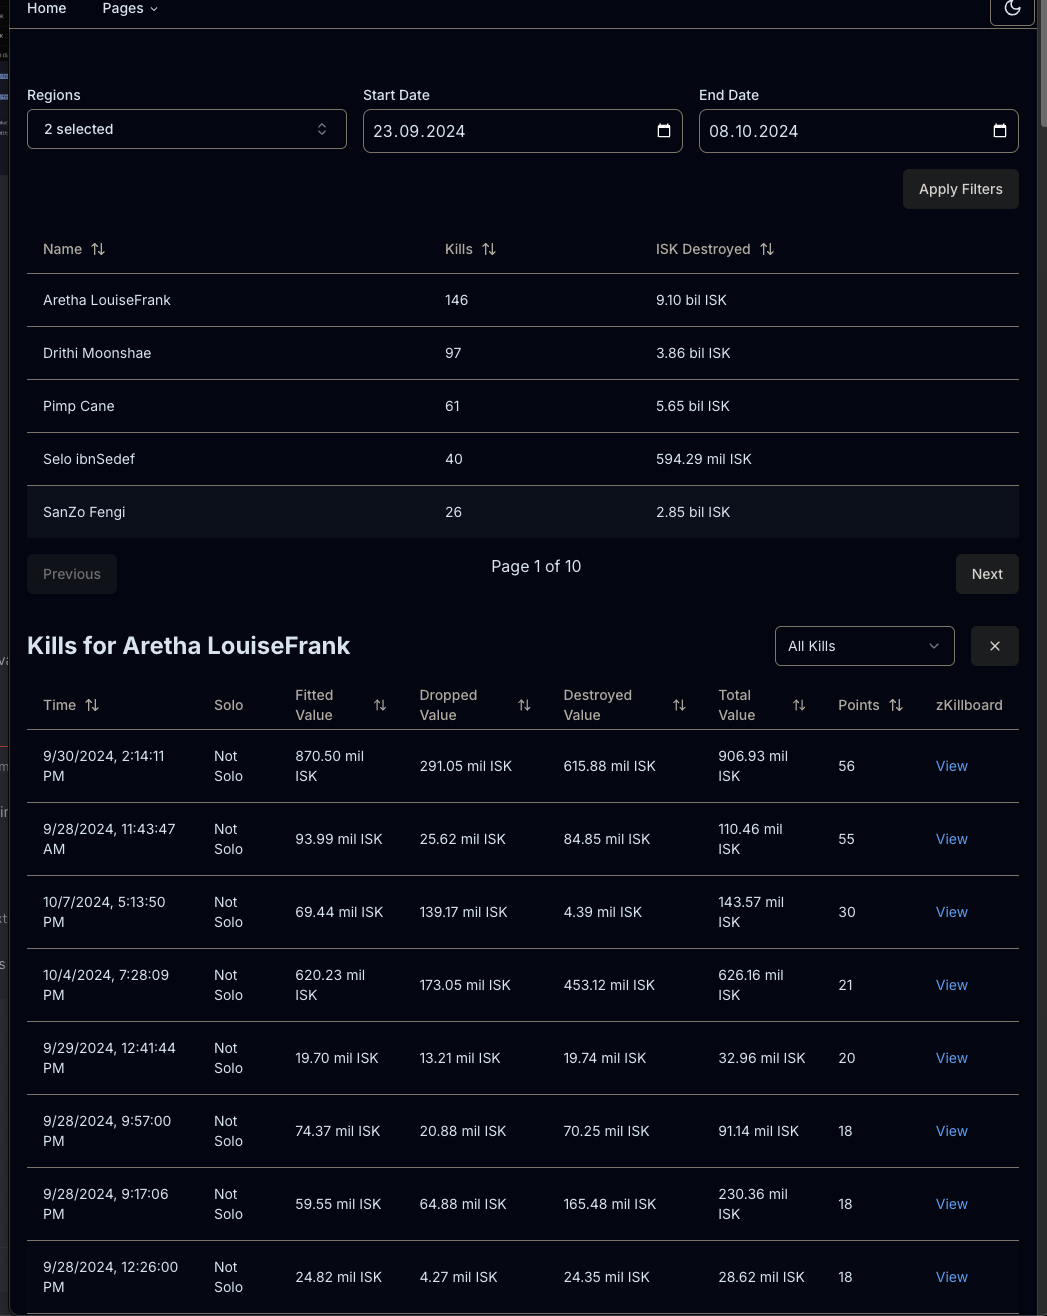 Home Pages
Regions Start Date End Date
2 selected 23.09.2024 08.10.2024
Apply Filters
Name Kills ISK Destroyed
Aretha LouiseFrank 146 9.10 bil ISK
Drithi Moonshae 97 3.86 bil ISK
Pimp Cane 61 5.65 bil ISK
Selo ibnSedef 40 594.29 mil ISK
SanZo Fengi 26 2.85 bil ISK
Previous Page 1 of 10 Next
Kills for Aretha LouiseFrank All Kills
Time Solo Fitted Value Dropped Value Destroyed Value Total Value Points zKillboard
9/30/2024, 2:14:11 PM Not Solo 870.50 mil ISK 291.05 mil ISK 615.88 mil ISK 906.93 mil ISK 56 View
9/28/2024, 11:43:47 AM Not Solo 93.99 mil ISK 25.62 mil ISK 84.85 mil ISK 110.46 mil ISK 55 View
10/7/2024, 5:13:50 PM Not Solo 69.44 mil ISK 139.17 mil ISK 4.39 mil ISK 143.57 mil ISK 30 View
10/4/2024, 7:28:09 PM Not Solo 620.23 mil ISK 173.05 mil ISK 453.12 mil ISK 626.16 mil ISK 21 View
9/29/2024, 12:41:44 PM Not Solo 19.70 mil ISK 13.21 mil ISK 19.74 mil ISK 32.96 mil ISK 20 View
9/28/2024, 9:57:00 PM Not Solo 74.37 mil ISK 20.88 mil ISK 70.25 mil ISK 91.14 mil ISK 18 View
9/28/2024, 9:17:06 PM Not Solo 59.55 mil ISK 64.88 mil ISK 165.48 mil ISK 230.36 mil ISK 18 View
9/28/2024, 12:26:00 PM Not Solo 24.82 mil ISK 4.27 mil ISK 24.35 mil ISK 28.62 mil ISK 18 View